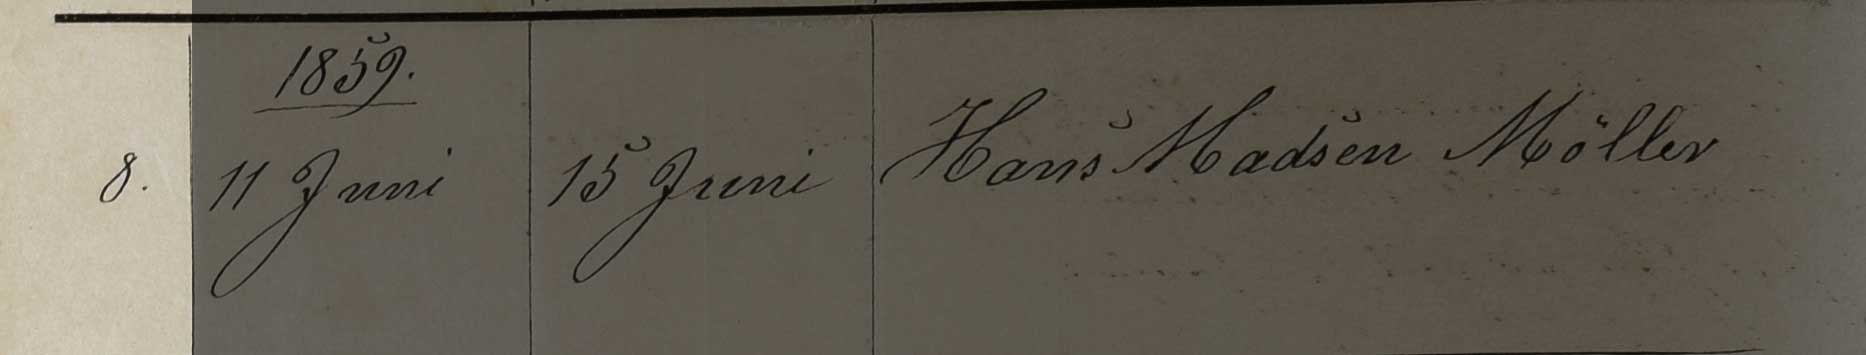 1859.
8. 11 Juni 15 Juni Hans Madsen Möller